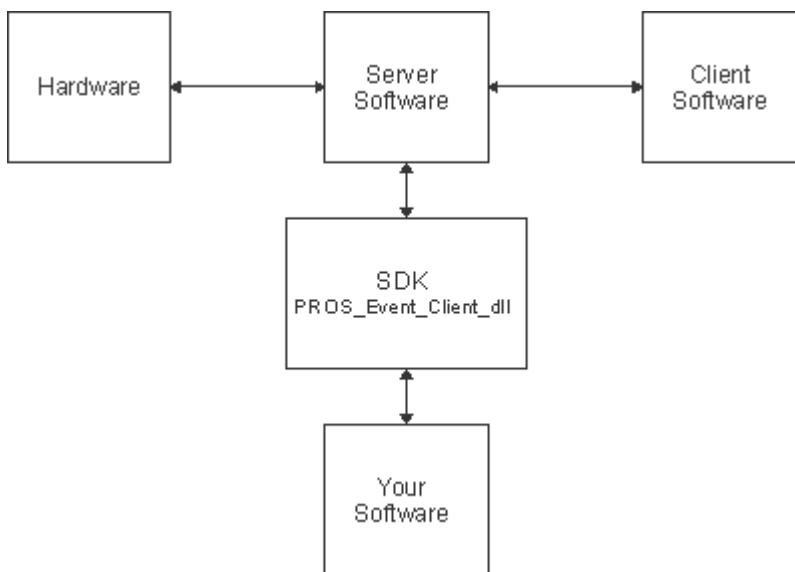 Hardware
Server
Software
Client
Software
SDK
PROS_Event_Client_dll
Your
Software